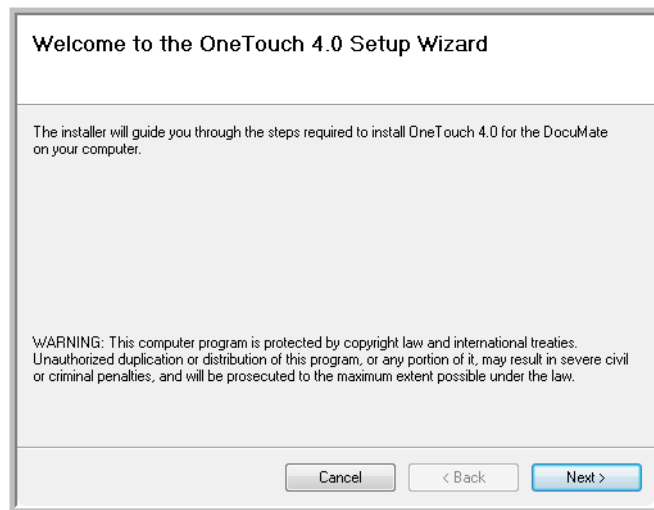 Welcome to the OneTouch 4.0 Setup Wizard
The installer will guide you through the steps required to install OneTouch 4.0 for the DocuMate
on your computer.
WARNING: This computer program is protected by copyright law and international treaties.
Unauthorized duplication or distribution of this program, or any portion of it, may result in severe civil
or criminal penalties, and will be prosecuted to the maximum extent possible under the law.
Cancel < Back Next >